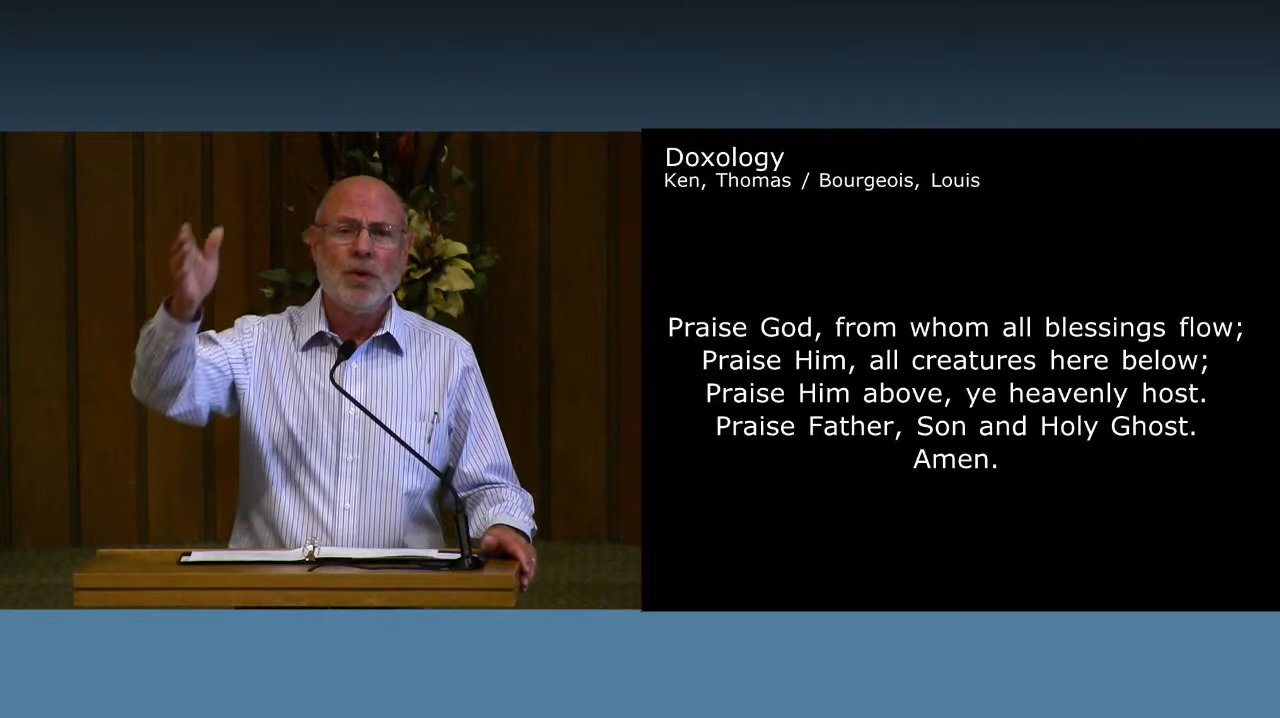 Doxology
Ken, Thomas / Bourgeois, Louis
Praise God, from whom all blessings flow;
Praise Him, all creatures here below;
Praise Him above, ye heavenly host.
Praise Father, Son and Holy Ghost.
Amen.